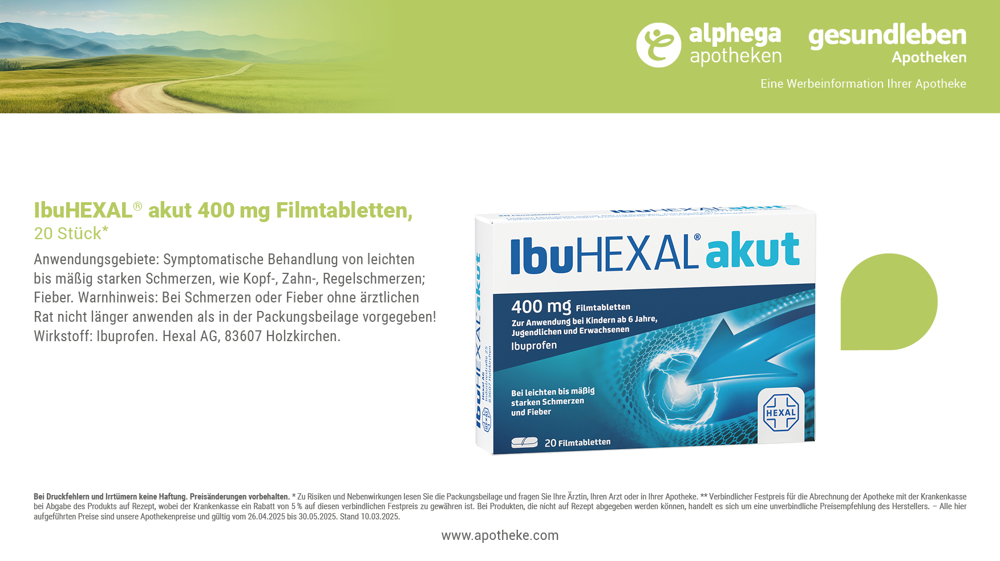 alphega
apotheken
gesundleben
Apotheken
Eine Werbeinformation Ihrer Apotheke
IbuHEXAL® akut 400 mg Filmtabletten,
20 Stück*
Anwendungsgebiete: Symptomatische Behandlung von leichten
bis mäßig starken Schmerzen, wie Kopf-, Zahn-, Regelschmerzen;
Fieber. Warnhinweis: Bei Schmerzen oder Fieber ohne ärztlichen
Rat nicht länger anwenden als in der Packungsbeilage vorgegeben!
Wirkstoff: Ibuprofen. Hexal AG, 83607 Holzkirchen.
20 Filmtabletten
IbuHEXAL akut
IbuHEXAL® akut
400 mg Filmtabletten
Zur Anwendung bei Kindern ab 6 Jahre,
Jugendlichen und Erwachsenen
Ibuprofen
Bei leichten bis mäßig
starken Schmerzen
und Fieber
20 Filmtabletten
HEXAL
IbuHEXAL® akut
Hexal AG
Industriestraße 25
83607 Holzkirchen
HEXAL
Bei Druckfehlern und Irrtümern keine Haftung. Preisänderungen vorbehalten. * Zu Risiken und Nebenwirkungen lesen Sie die Packungsbeilage und fragen Sie Ihre Ärztin, Ihren Arzt oder in Ihrer Apotheke. ** Verbindlicher Festpreis für die Abrechnung der Apotheke mit der Krankenkasse
bei Abgabe des Produkts auf Rezept, wobei der Krankenkasse ein Rabatt von 5 % auf diesen verbindlichen Festpreis zu gewähren ist. Bei Produkten, die nicht auf Rezept abgegeben werden können, handelt es sich um eine unverbindliche Preisempfehlung des Herstellers. – Alle hier
aufgeführten Preise sind unsere Apothekenpreise und gültig vom 26.04.2025 bis 30.05.2025. Stand 10.03.2025.
www.apotheke.com